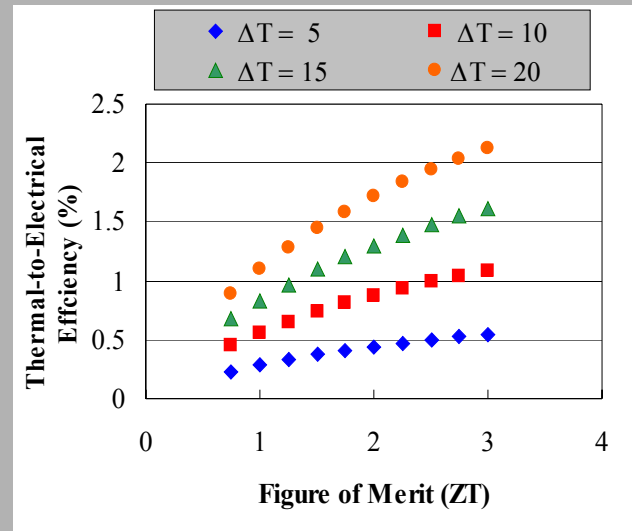 ΔT = 5 ΔT = 10
ΔT = 15 ΔT = 20
2.5
2
1.5
1
0.5
0
0 1 2 3 4
Thermal-to-Electrical
Effciency (%)
Figure of Merit (ZT)